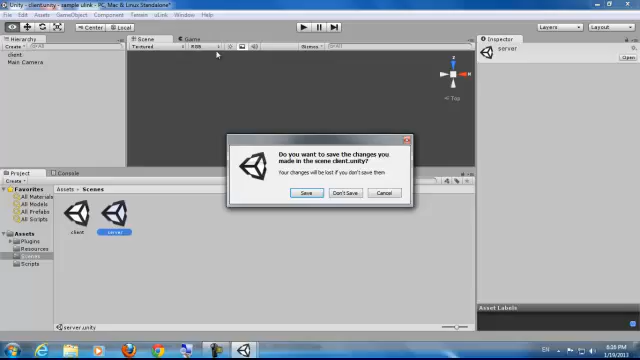 Unity - client.unity - sample ulink - PC, Mac & Linux Standalone*
File Edit Assets GameObject Component Terrain uLink Window Help
Center Local Layers Layout
Hierarchy Scene Game Inspector
Create All Textured RGB Gizmos All server
client Open
Main Camera
Top
Do you want to save the changes you
made in the scene client.unity?
Your changes will be lost if you don't save them
Save Don't Save Cancel
Project Console
Create
Favorites Assets Scenes
All Materials
All Models
All Prefabs
All Scripts
Assets client server
Plugins
Resources
Scenes
Scripts
Asset Labels
server.unity
EN 6:26 PM
1/19/2013